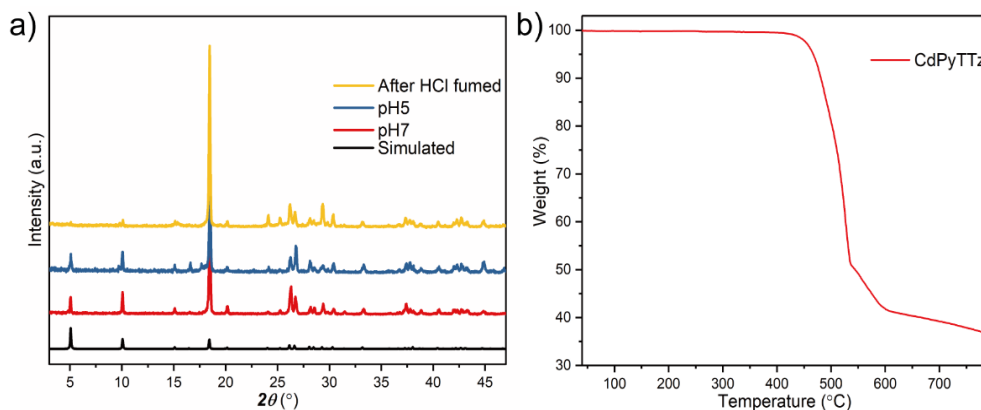 a)
Intensity (a.u.)
After HCl fumed
pH5
pH7
Simulated
5 10 15 20 25 30 35 40 45
2θ (°)
b)
Weight (%)
100
90
80
70
60
50
40
30
CdPyTTz
100 200 300 400 500 600 700
Temperature (°C)